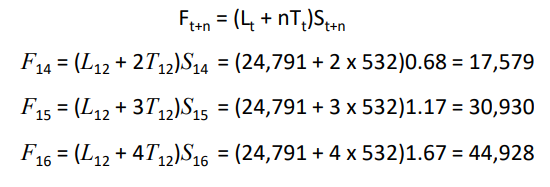 Fₜ₊ₙ = (Lₜ + nTₜ)Sₜ₊ₙ
F₁₄ = (L₁₂ + 2T₁₂)S₁₄ = (24,791 + 2 x 532)0.68 = 17,579
F₁₅ = (L₁₂ + 3T₁₂)S₁₅ = (24,791 + 3 x 532)1.17 = 30,930
F₁₆ = (L₁₂ + 4T₁₂)S₁₆ = (24,791 + 4 x 532)1.67 = 44,928